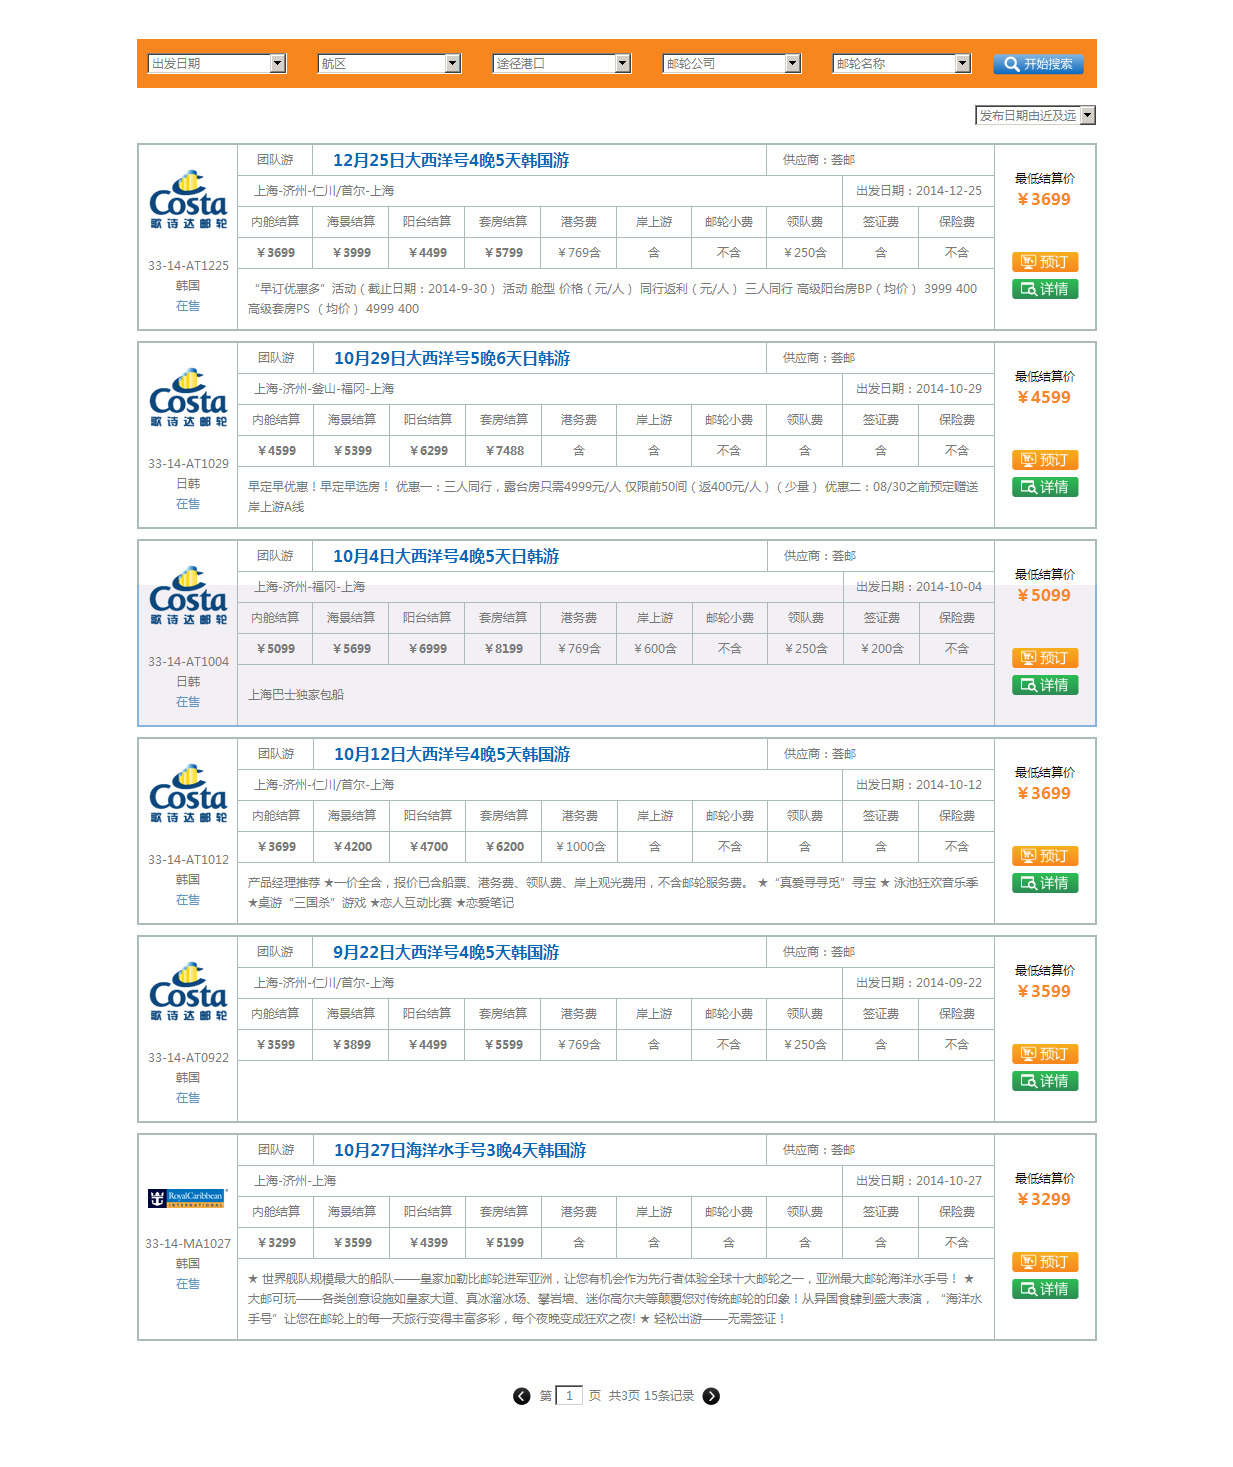 出发日期 航区 途径港口 邮轮公司 邮轮名称 开始搜索
发布日期由近及远
Costa
歌诗达邮轮
33-14-AT1225
韩国
在售
团队游 12月25日大西洋号4晚5天韩国游 供应商：荟邮
上海-济州-仁川/首尔-上海 出发日期：2014-12-25
内舱结算 海景结算 阳台结算 套房结算 港务费 岸上游 邮轮小费 领队费 签证费 保险费
￥3699 ￥3999 ￥4499 ￥5799 ￥769含 含 不含 ￥250含 含 不含
“早订优惠多”活动（截止日期：2014-9-30） 活动 舱型 价格（元/人） 同行返利（元/人） 三人同行 高级阳台房BP（均价） 3999 400
高级套房PS （均价） 4999 400
最低结算价
￥3699
预订
详情
Costa
歌诗达邮轮
33-14-AT1029
日韩
在售
团队游 10月29日大西洋号5晚6天日韩游 供应商：荟邮
上海-济州-釜山-福冈-上海 出发日期：2014-10-29
内舱结算 海景结算 阳台结算 套房结算 港务费 岸上游 邮轮小费 领队费 签证费 保险费
￥4599 ￥5399 ￥6299 ￥7488 含 含 不含 含 含 不含
早定早优惠！早定早选房！ 优惠一：三人同行，露台房只需4999元/人 仅限前50间（返400元/人）（少量） 优惠二：08/30之前预定赠送
岸上游A线
最低结算价
￥4599
预订
详情
Costa
歌诗达邮轮
33-14-AT1004
日韩
在售
团队游 10月4日大西洋号4晚5天日韩游 供应商：荟邮
上海-济州-福冈-上海 出发日期：2014-10-04
内舱结算 海景结算 阳台结算 套房结算 港务费 岸上游 邮轮小费 领队费 签证费 保险费
￥5099 ￥5699 ￥6999 ￥8199 ￥769含 ￥600含 不含 ￥250含 ￥200含 不含
上海巴士独家包船
最低结算价
￥5099
预订
详情
Costa
歌诗达邮轮
33-14-AT1012
韩国
在售
团队游 10月12日大西洋号4晚5天韩国游 供应商：荟邮
上海-济州-仁川/首尔-上海 出发日期：2014-10-12
内舱结算 海景结算 阳台结算 套房结算 港务费 岸上游 邮轮小费 领队费 签证费 保险费
￥3699 ￥4200 ￥4700 ￥6200 ￥1000含 含 不含 含 含 不含
产品经理推荐 ★一价全含，报价已含船票、港务费、领队费、岸上观光费用，不含邮轮服务费。 ★“真爱寻寻觅”寻宝 ★ 泳池狂欢音乐季
★桌游“三国杀”游戏 ★恋人互动比赛 ★恋爱笔记
最低结算价
￥3699
预订
详情
Costa
歌诗达邮轮
33-14-AT0922
韩国
在售
团队游 9月22日大西洋号4晚5天韩国游 供应商：荟邮
上海-济州-仁川/首尔-上海 出发日期：2014-09-22
内舱结算 海景结算 阳台结算 套房结算 港务费 岸上游 邮轮小费 领队费 签证费 保险费
￥3599 ￥3899 ￥4499 ￥5599 ￥769含 含 不含 ￥250含 含 不含
最低结算价
￥3599
预订
详情
RoyalCaribbean
INTERNATIONAL
33-14-MA1027
韩国
在售
团队游 10月27日海洋水手号3晚4天韩国游 供应商：荟邮
上海-济州-上海 出发日期：2014-10-27
内舱结算 海景结算 阳台结算 套房结算 港务费 岸上游 邮轮小费 领队费 签证费 保险费
￥3299 ￥3599 ￥4399 ￥5199 含 含 含 含 含 不含
★ 世界舰队规模最大的船队——皇家加勒比邮轮进军亚洲，让您有机会作为先行者体验全球十大邮轮之一，亚洲最大邮轮海洋水手号！ ★
大邮可玩——各类创意设施如皇家大道、真冰溜冰场、攀岩墙、迷你高尔夫等颠覆您对传统邮轮的印象！从异国食肆到盛大表演，“海洋水
手号”让您在邮轮上的每一天旅行变得丰富多彩，每个夜晚变成狂欢之夜! ★ 轻松出游——无需签证！
最低结算价
￥3299
预订
详情
第 1 页 共3页 15条记录